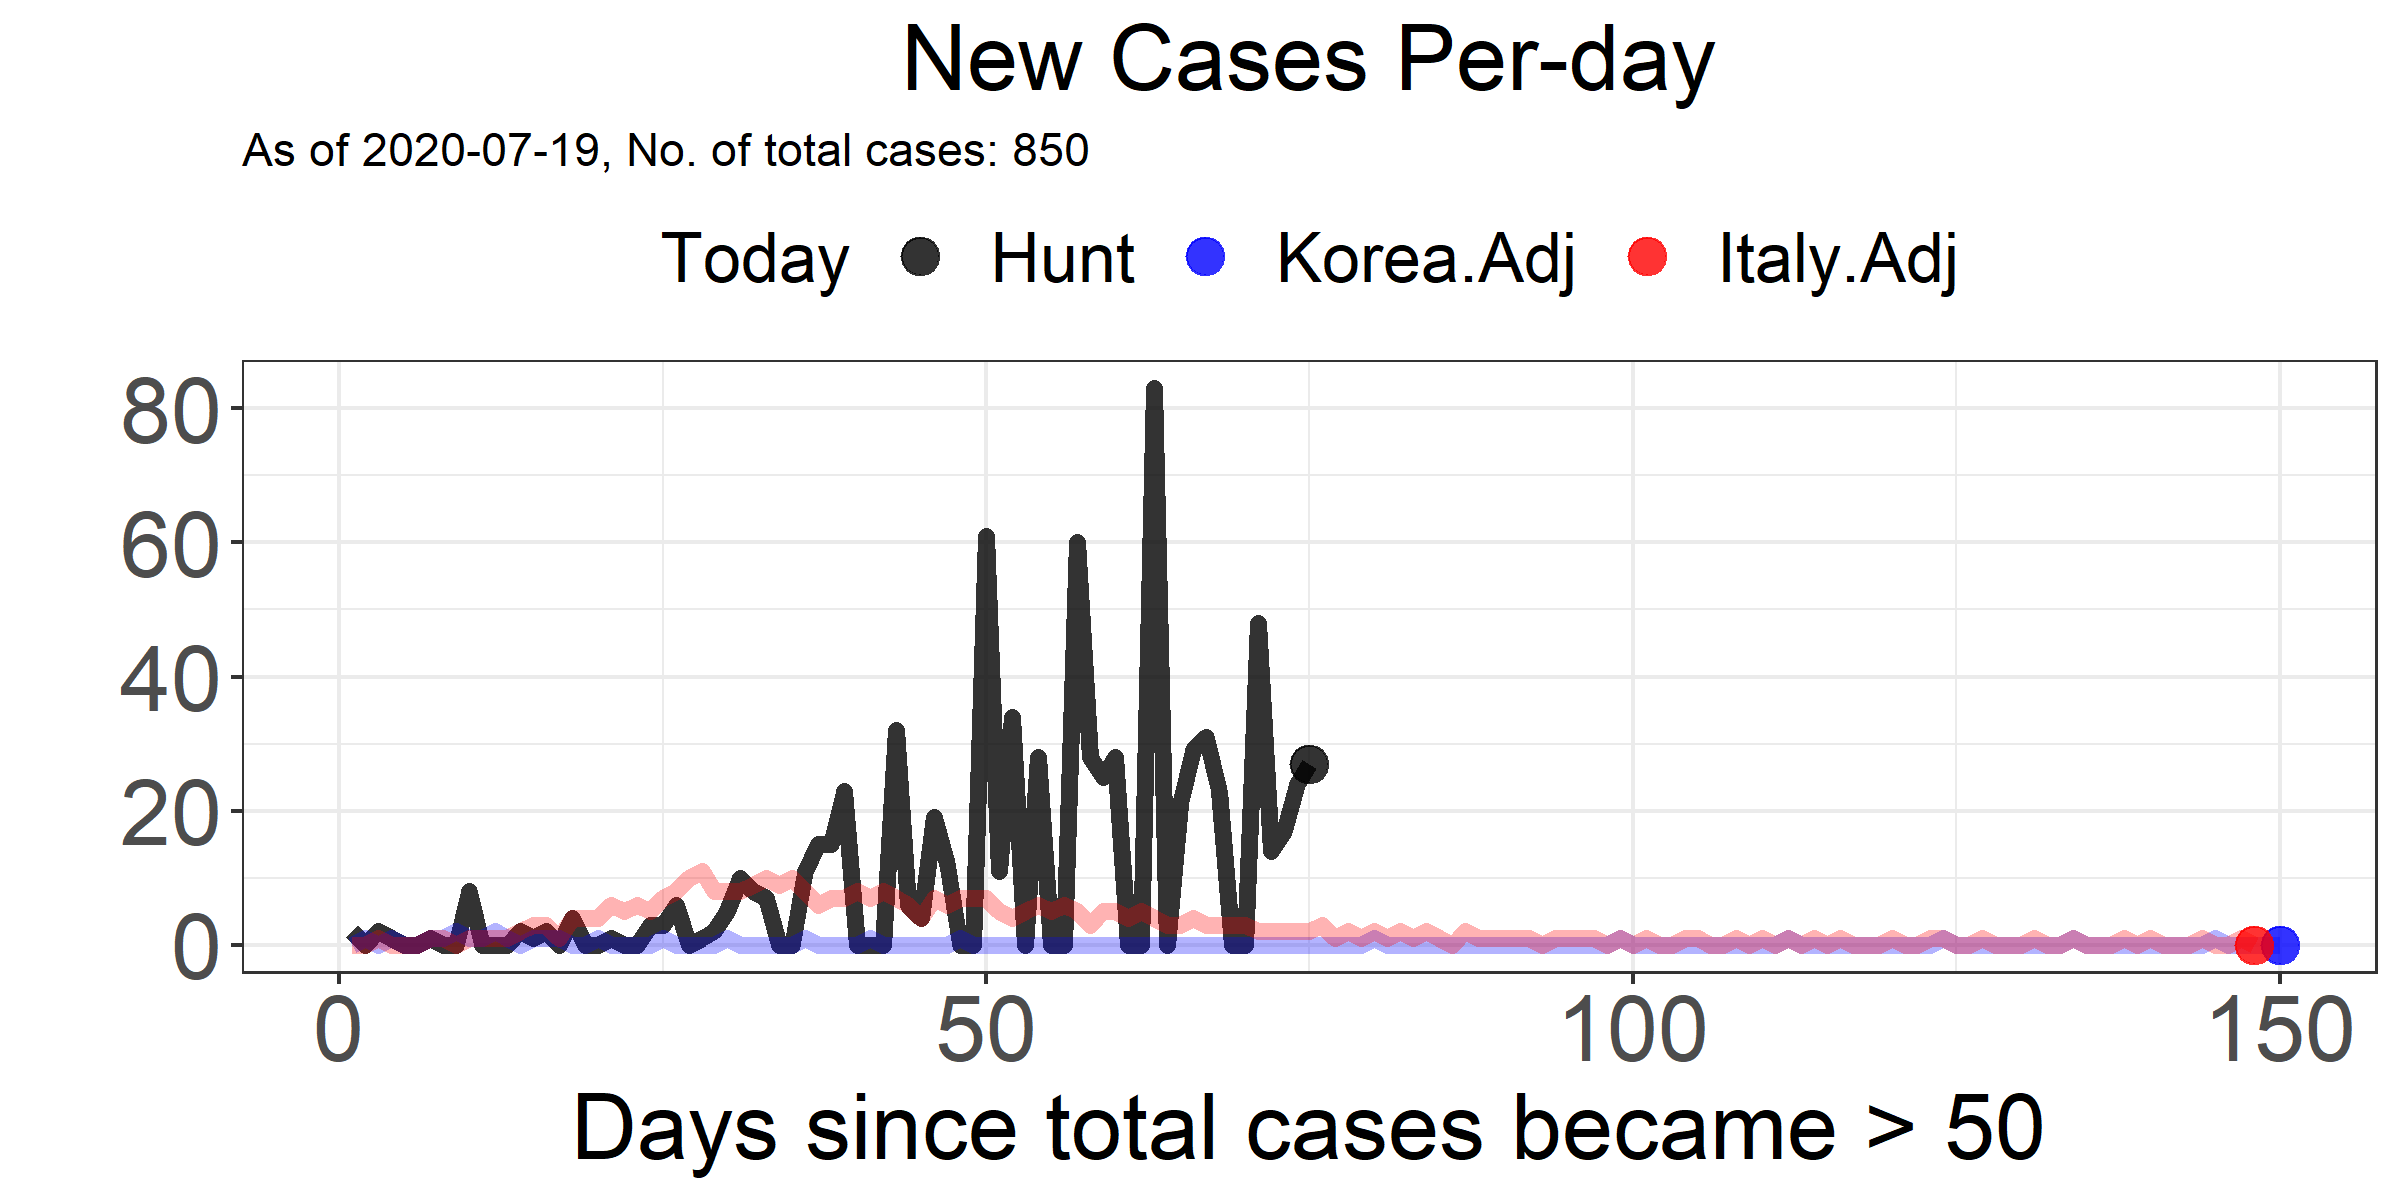 New Cases Per-day
As of 2020-07-19, No. of total cases: 850
Today Hunt Korea.Adj Italy.Adj
80
60
40
20
0
0 50 100 150
Days since total cases became > 50